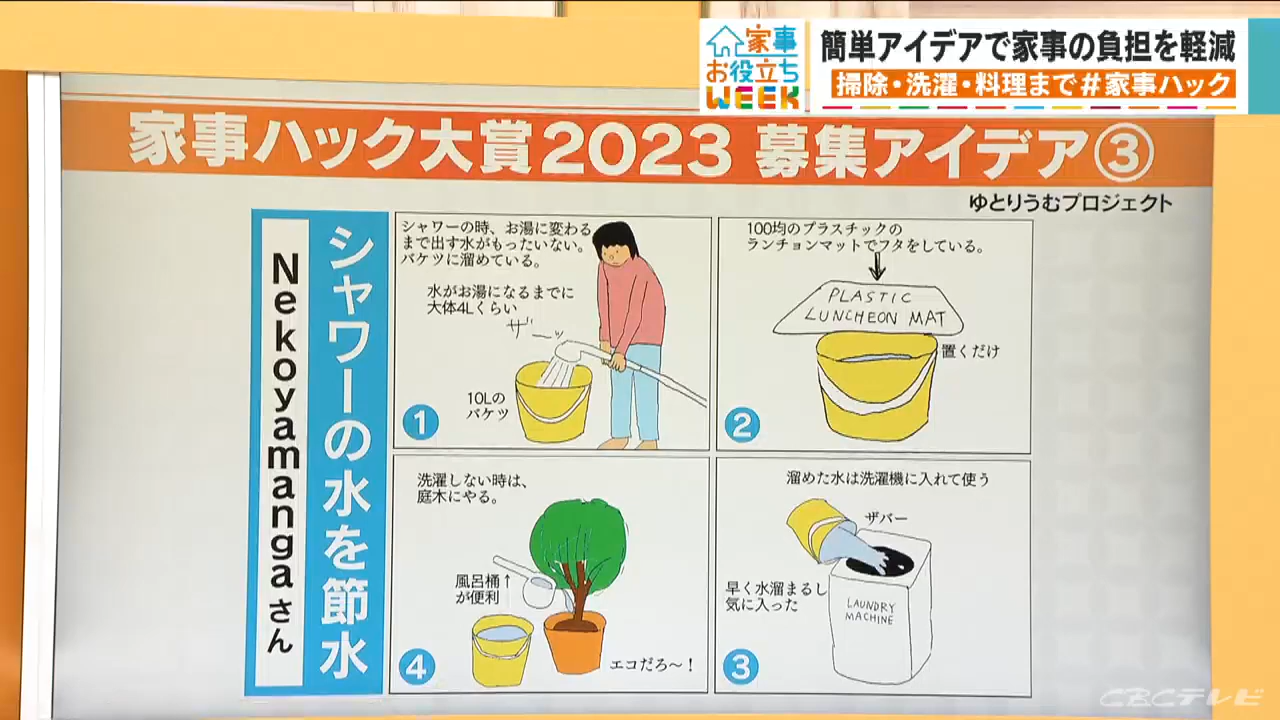 家事
お役立ち
WEEK
簡単アイデアで家事の負担を軽減
掃除・洗濯・料理まで#家事ハック
家事ハック大賞2023 募集アイデア③
ゆとりうむプロジェクト
シャワーの水を節水
Nekoyamangaさん
シャワーの時、お湯に変わる
まで出す水がもったいない。
バケツに溜めている。
水がお湯になるまでに
大体4Lくらい
ザーッ
10Lの
バケツ
①
100均のプラスチックの
ランチョンマットでフタをしている。
PLASTIC
LUNCHEON MAT
置くだけ
②
溜めた水は洗濯機に入れて使う
ザバー
早く水溜まるし
気に入った
LAUNDRY
MACHINE
③
洗濯しない時は、
庭木にやる。
風呂桶↑
が便利
エコだろ〜!
④
CBCテレビ